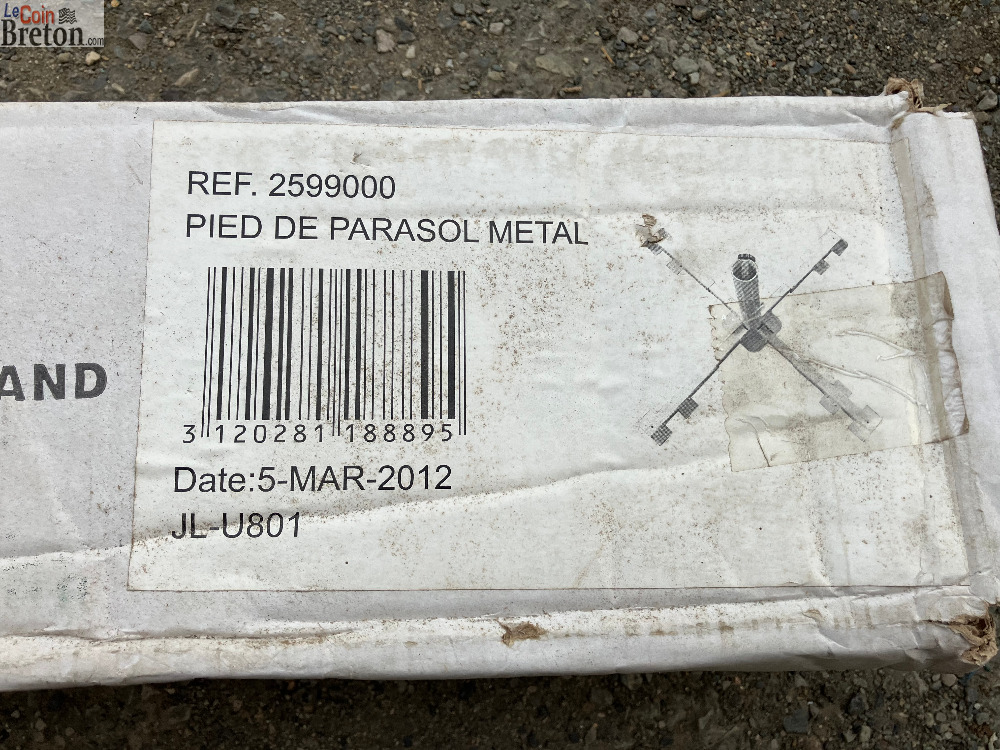 LeCoin
Breton.com
REF. 2599000
PIED DE PARASOL METAL
AND
3 120281 188895
Date:5-MAR-2012
JL-U801